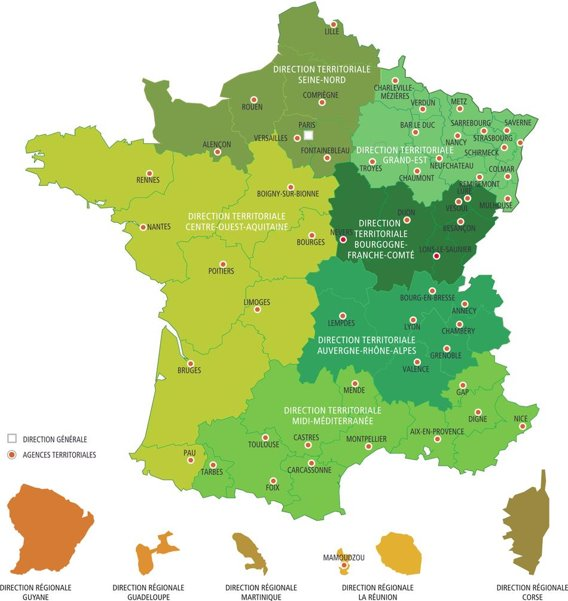 LILLE
DIRECTION TERRITORIALE
SEINE-NORD
CHARLEVILLE-
MÉZIÈRES
COMPIÈGNE
ROUEN
VERDUN
METZ
PARIS
BAR LE DUC
SARREBOURG
SAVERNE
VERSAILLES
NANCY
STRASBOURG
ALENÇON
FONTAINEBLEAU
DIRECTION TERRITORIALE
GRAND-EST
SCHIRMECK
TROYES
NEUFCHATEAU
CHAUMONT
COLMAR
RENNES
REMIREMONT
BOIGNY-SUR-BIONNE
LURE
VESOUL
MULHOUSE
NANTES
DIRECTION TERRITORIALE
CENTRE-OUEST-AQUITAINE
DIRECTION
TERRITORIALE
BOURGOGNE-
FRANCHE-COMTÉ
DIJON
BESANÇON
NEVERS
BOURGES
LONS-LE-SAUNIER
POITIERS
BOURG-EN-BRESSE
LIMOGES
ANNECY
LEMPDES
LYON
CHAMBÉRY
DIRECTION TERRITORIALE
AUVERGNE-RHÔNE-ALPES
GRENOBLE
BRUGES
VALENCE
MENDE
GAP
DIRECTION TERRITORIALE
MIDI-MÉDITERRANÉE
DIGNE
NICE
DIRECTION GÉNÉRALE
AGENCES TERRITORIALES
TOULOUSE
CASTRES
MONTPELLIER
AIX-EN-PROVENCE
PAU
TARBES
CARCASSONNE
FOIX
MAMOUDZOU
DIRECTION RÉGIONALE
GUYANE
DIRECTION RÉGIONALE
GUADELOUPE
DIRECTION RÉGIONALE
MARTINIQUE
DIRECTION RÉGIONALE
LA RÉUNION
DIRECTION RÉGIONALE
CORSE